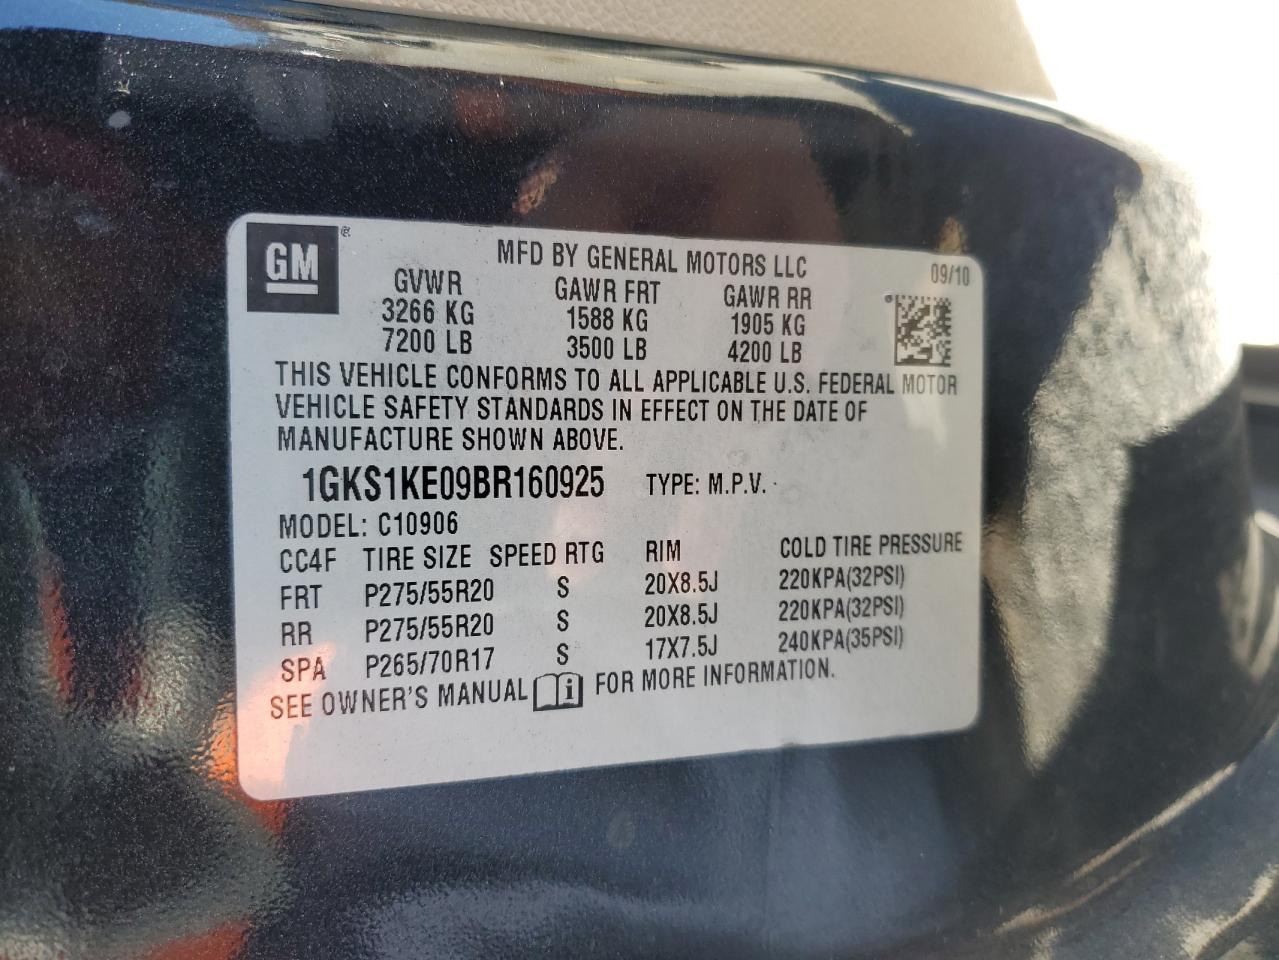 GM ®
MFD BY GENERAL MOTORS LLC
09/10
GVWR GAWR FRT GAWR RR
3266 KG 1588 KG 1905 KG
7200 LB 3500 LB 4200 LB
THIS VEHICLE CONFORMS TO ALL APPLICABLE U.S. FEDERAL MOTOR
VEHICLE SAFETY STANDARDS IN EFFECT ON THE DATE OF
MANUFACTURE SHOWN ABOVE.
1GKS1KE09BR160925 TYPE: M.P.V.
MODEL: C10906
CC4F TIRE SIZE SPEED RTG RIM COLD TIRE PRESSURE
FRT P275/55R20 S 20X8.5J 220KPA(32PSI)
RR P275/55R20 S 20X8.5J 220KPA(32PSI)
SPA P265/70R17 S 17X7.5J 240KPA(35PSI)
SEE OWNER'S MANUAL i FOR MORE INFORMATION.